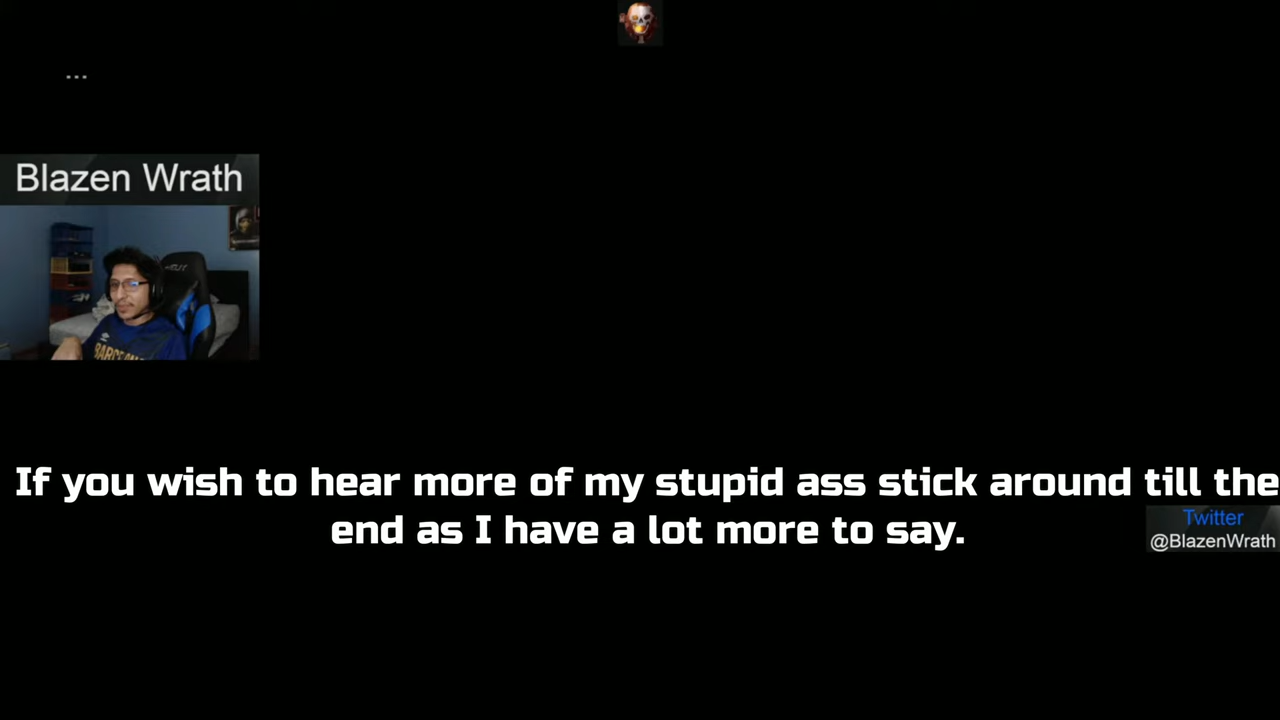 ...
Blazen Wrath
If you wish to hear more of my stupid ass stick around till the
end as I have a lot more to say.
Twitter
@BlazenWrath